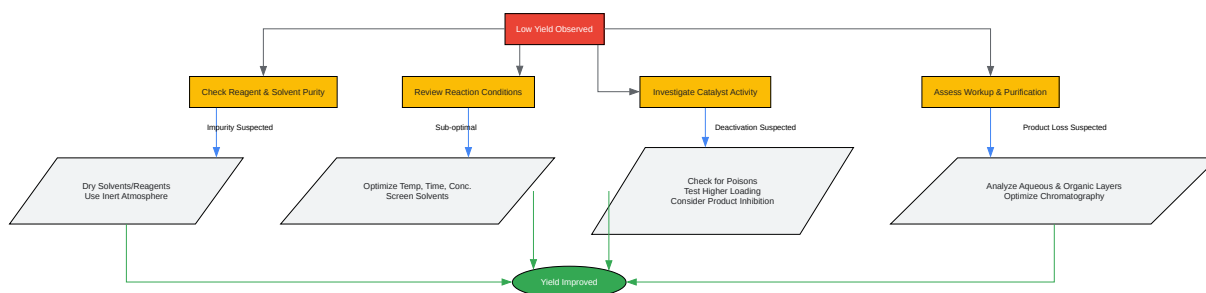 Low Yield Observed
Check Reagent & Solvent Purity
Review Reaction Conditions
Investigate Catalyst Activity
Assess Workup & Purification
Impurity Suspected
Sub-optimal
Deactivation Suspected
Product Loss Suspected
Dry Solvents/Reagents
Use Inert Atmosphere
Optimize Temp, Time, Conc.
Screen Solvents
Check for Poisons
Test Higher Loading
Consider Product Inhibition
Analyze Aqueous & Organic Layers
Optimize Chromatography
Yield Improved